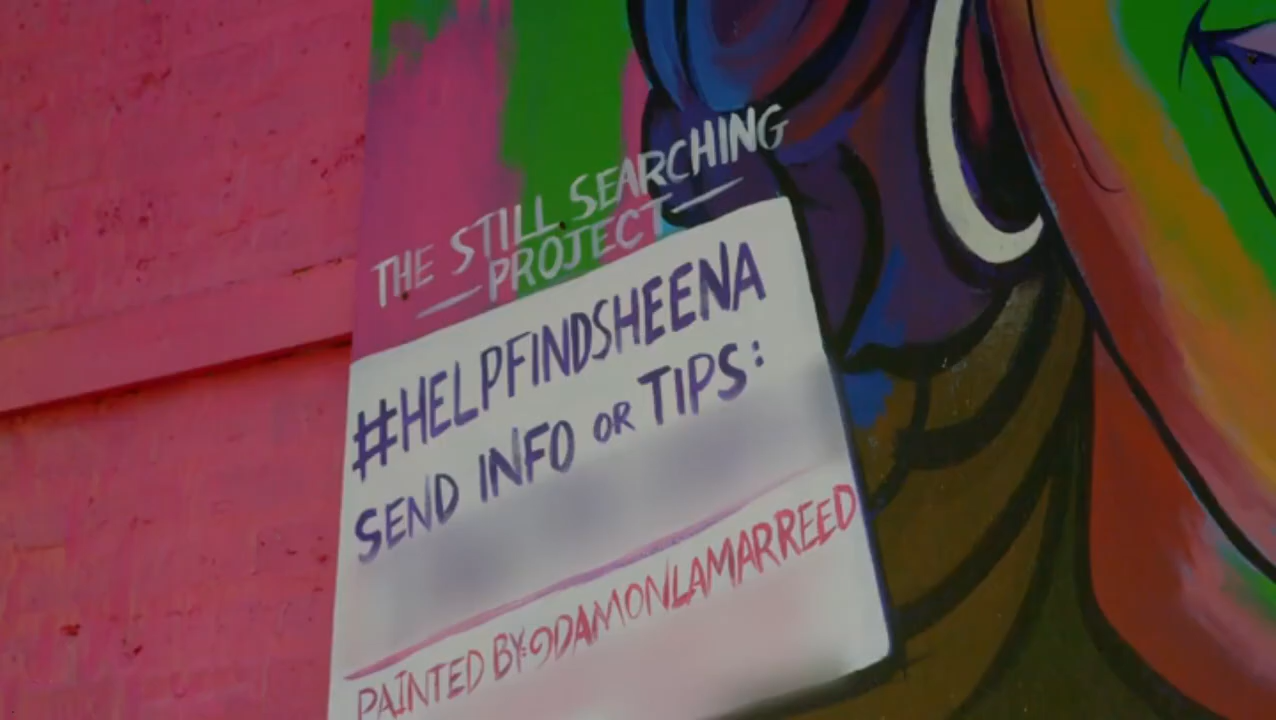 THE STILL SEARCHING
PROJECT
#HELPFINDSHEENA
SEND INFO OR TIPS:
PAINTED BY: @DAMONLAMARREED